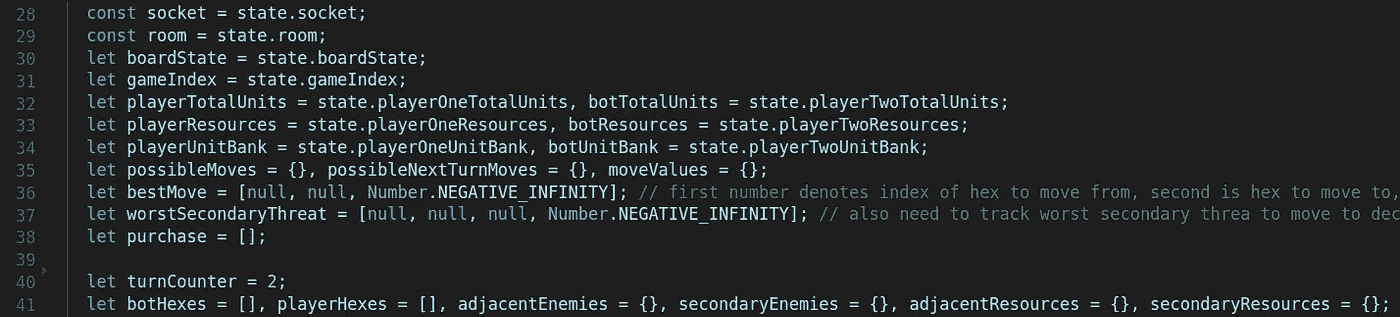 28 const socket = state.socket;
29 const room = state.room;
30 let boardState = state.boardState;
31 let gameIndex = state.gameIndex;
32 let playerTotalUnits = state.playerOneTotalUnits, botTotalUnits = state.playerTwoTotalUnits;
33 let playerResources = state.playerOneResources, botResources = state.playerTwoResources;
34 let playerUnitBank = state.playerOneUnitBank, botUnitBank = state.playerTwoUnitBank;
35 let possibleMoves = {}, possibleNextTurnMoves = {}, moveValues = {};
36 let bestMove = [null, null, Number.NEGATIVE_INFINITY]; // first number denotes index of hex to move from, second is hex to move to,
37 let worstSecondaryThreat = [null, null, null, Number.NEGATIVE_INFINITY]; // also need to track worst secondary threa to move to dec
38 let purchase = [];
39
40 let turnCounter = 2;
41 let botHexes = [], playerHexes = [], adjacentEnemies = {}, secondaryEnemies = {}, adjacentResources = {}, secondaryResources = {};